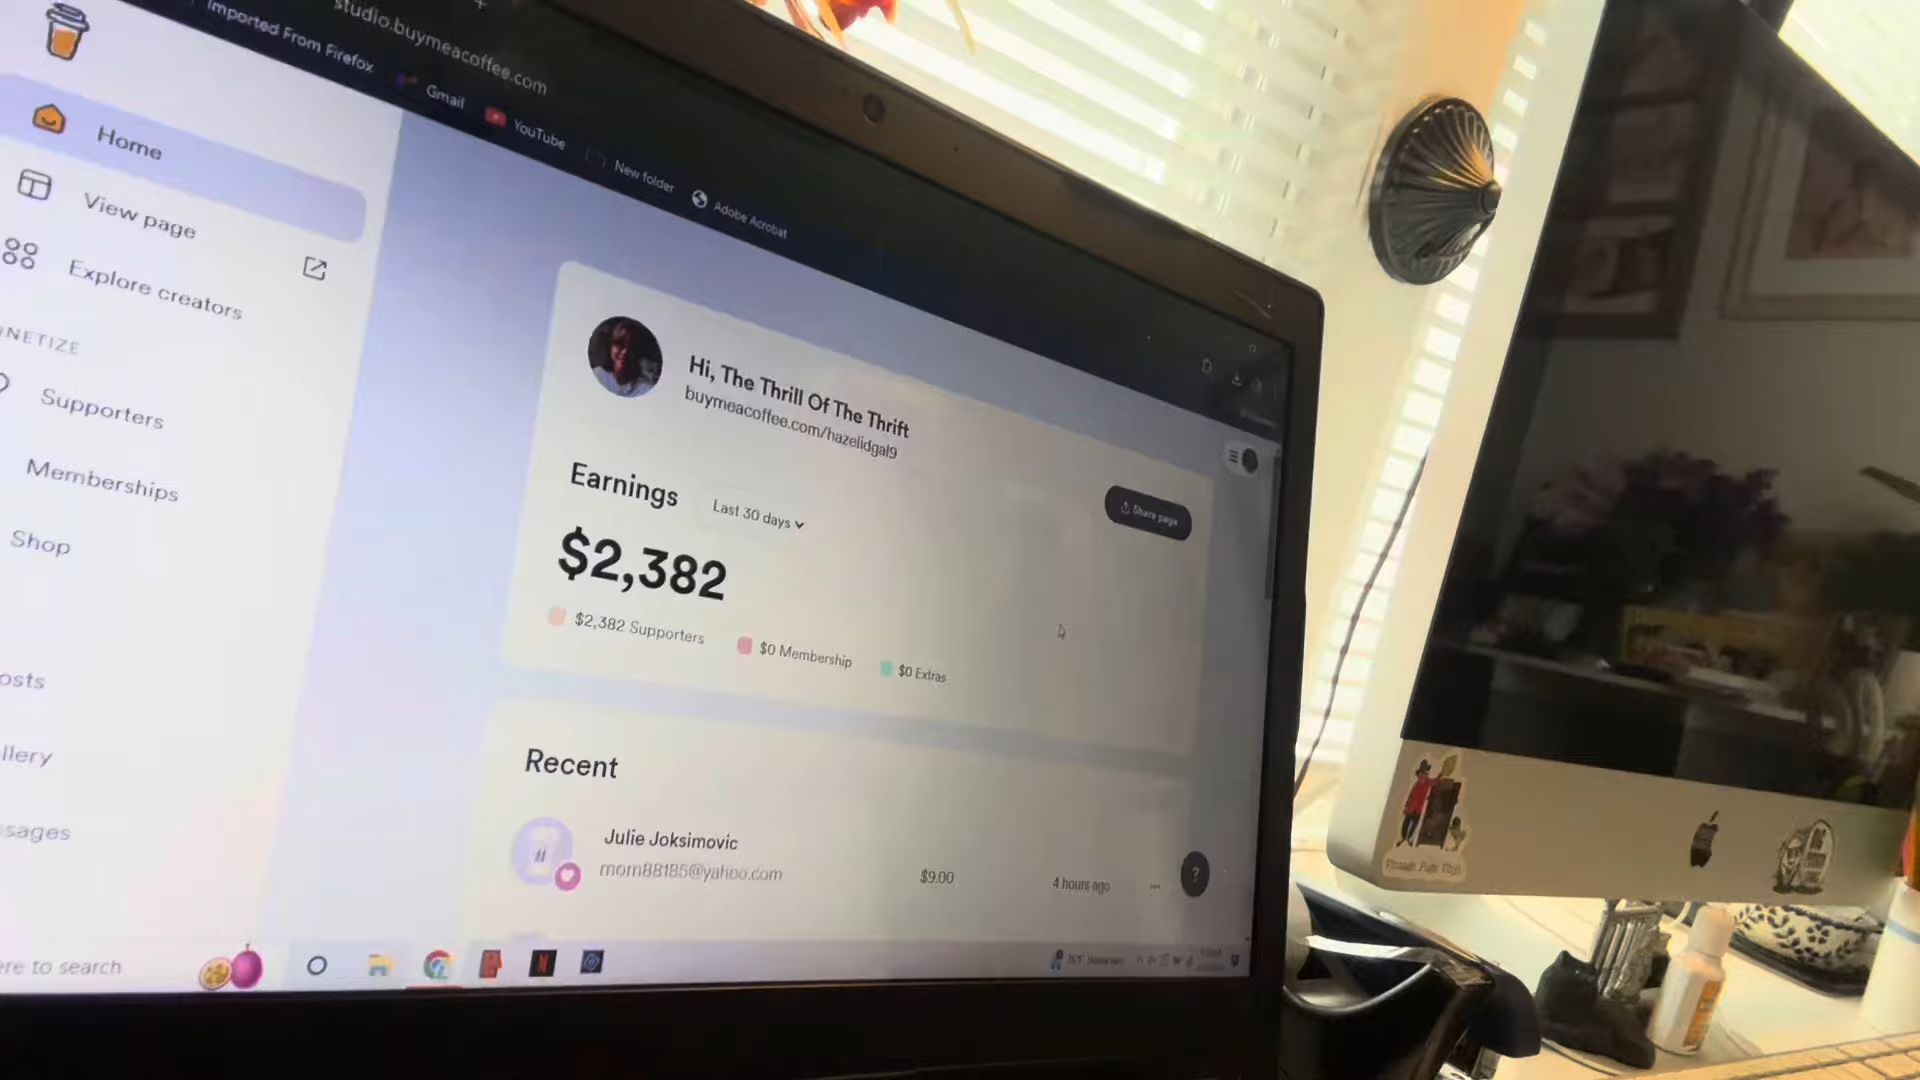 studio.buymeacoffee.com
Imported From Firefox
Gmail
YouTube
New folder
Adobe Acrobat
Home
View page
Explore creators
NETIZE
Supporters
Memberships
Shop
osts
llery
sages
Hi, The Thrill Of The Thrift
buymeacoffee.com/hazelidgal9
Share page
Earnings
Last 30 days
$2,382
$2,382 Supporters
$0 Membership
$0 Extras
Recent
Julie Joksimovic
mom88185@yahoo.com
$9.00
4 hours ago
?
ere to search